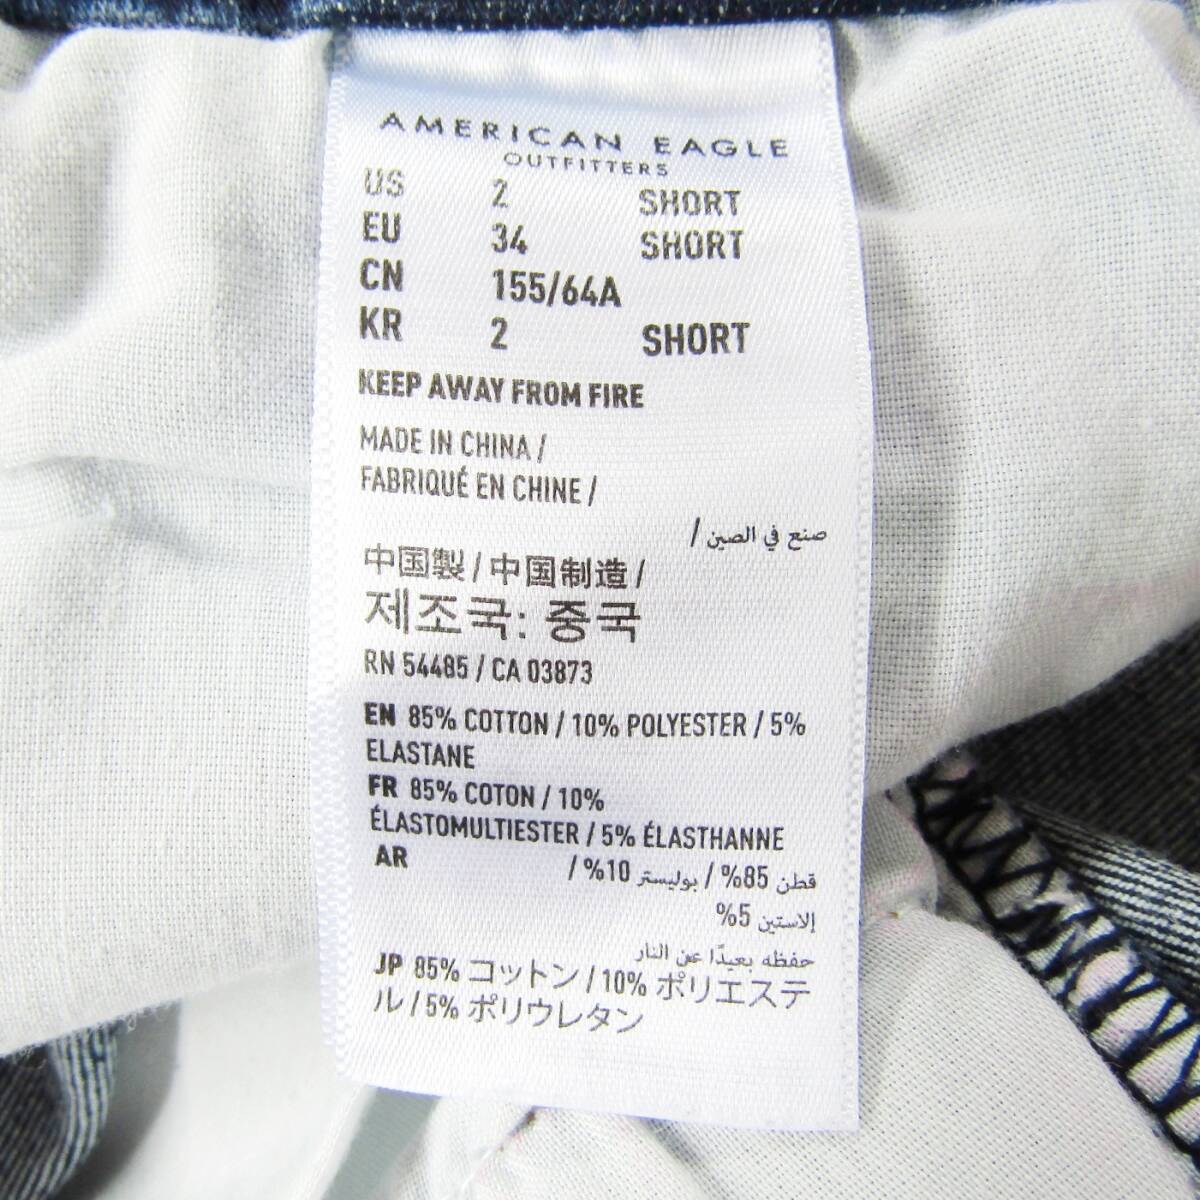 AMERICAN EAGLE
OUTFITTERS
US 2 SHORT
EU 34 SHORT
CN 155/64A
KR 2 SHORT
KEEP AWAY FROM FIRE
MADE IN CHINA /
FABRIQUÉ EN CHINE /
صنع في الصين /
中国製 / 中国制造 /
제조국: 중국
RN 54485 / CA 03873
EN 85% COTTON / 10% POLYESTER / 5%
ELASTANE
FR 85% COTON / 10%
ÉLASTOMULTIESTER / 5% ÉLASTHANNE
AR قطن 85% / بوليستر 10% /
إلاستين 5%
حفظه بعيدًا عن النار
JP 85% コットン / 10% ポリエステ
ル / 5% ポリウレタン